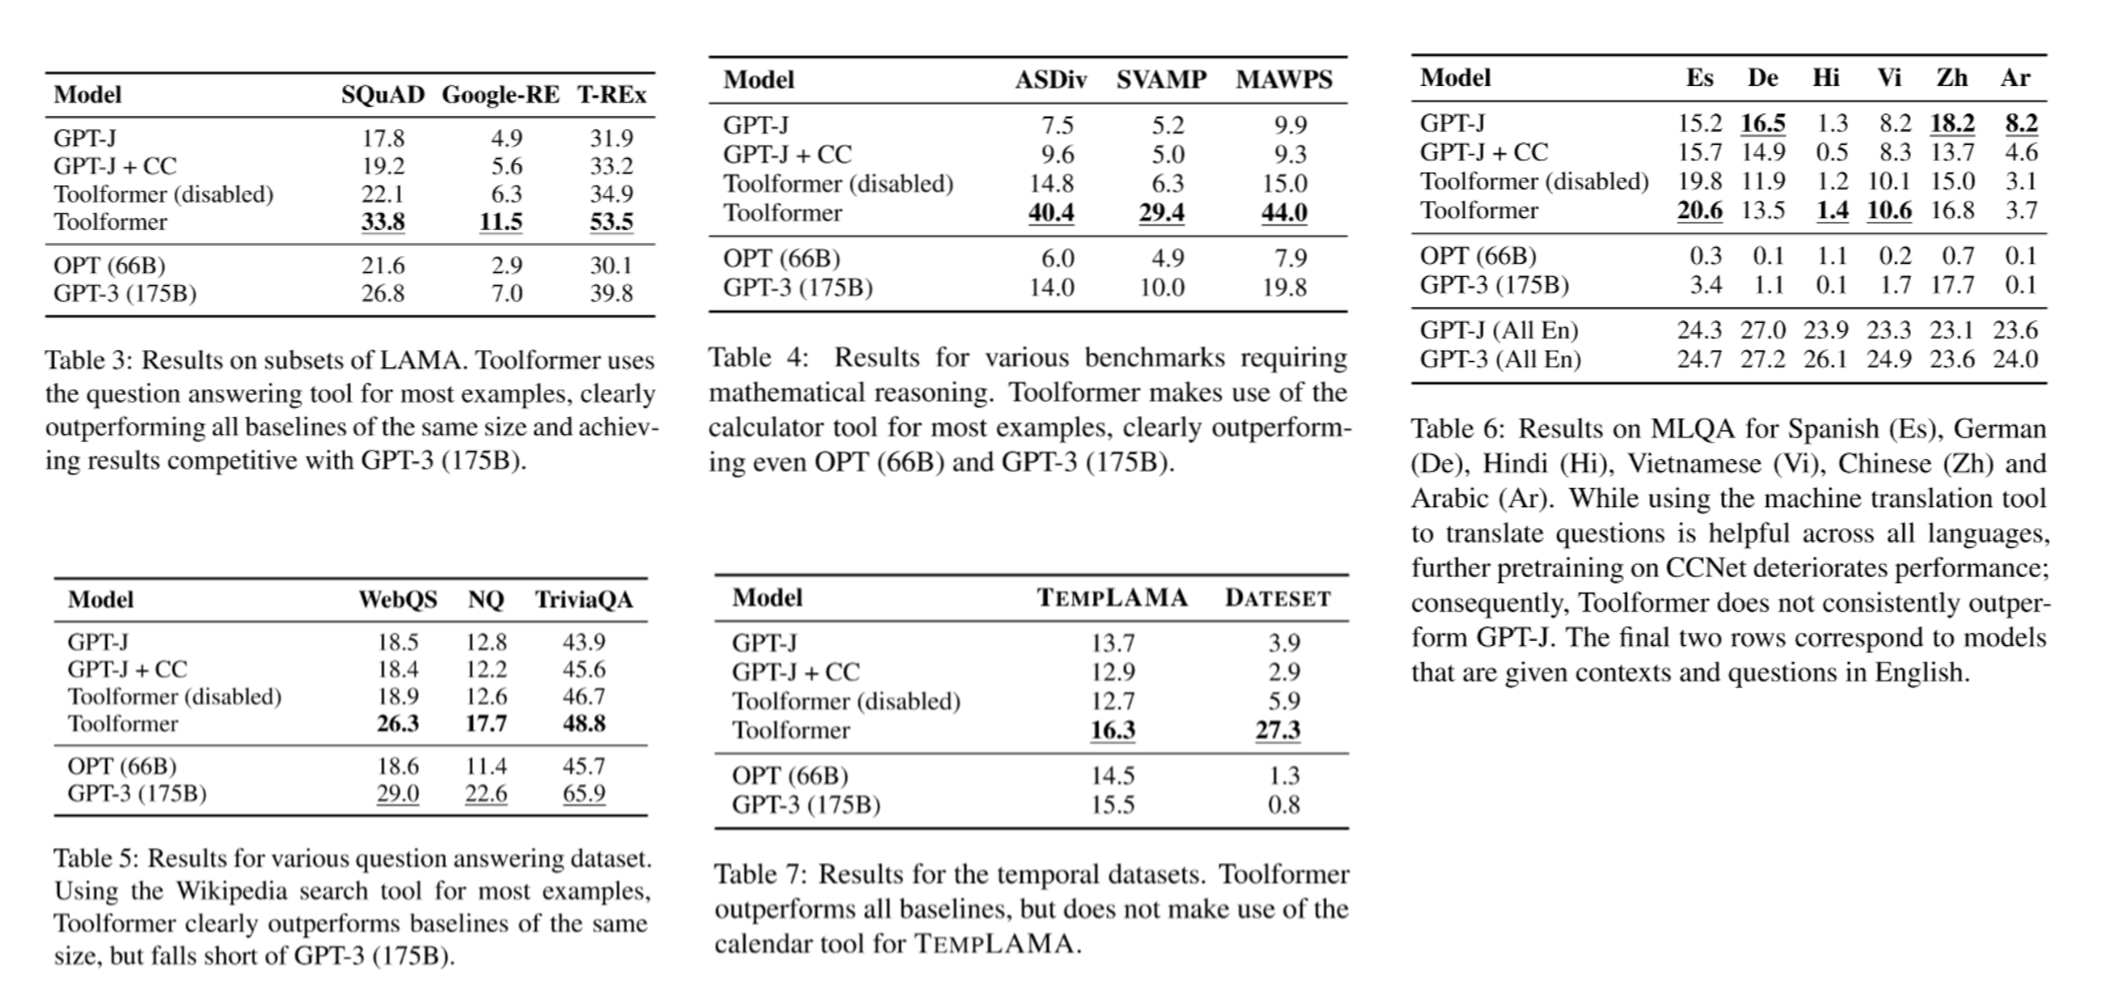 Model SQuAD Google-RE T-REx
GPT-J 17.8 4.9 31.9
GPT-J + CC 19.2 5.6 33.2
Toolformer (disabled) 22.1 6.3 34.9
Toolformer 33.8 11.5 53.5
OPT (66B) 21.6 2.9 30.1
GPT-3 (175B) 26.8 7.0 39.8
Table 3: Results on subsets of LAMA. Toolformer uses
the question answering tool for most examples, clearly
outperforming all baselines of the same size and achiev-
ing results competitive with GPT-3 (175B).
Model ASDiv SVAMP MAWPS
GPT-J 7.5 5.2 9.9
GPT-J + CC 9.6 5.0 9.3
Toolformer (disabled) 14.8 6.3 15.0
Toolformer 40.4 29.4 44.0
OPT (66B) 6.0 4.9 7.9
GPT-3 (175B) 14.0 10.0 19.8
Table 4: Results for various benchmarks requiring
mathematical reasoning. Toolformer makes use of the
calculator tool for most examples, clearly outperform-
ing even OPT (66B) and GPT-3 (175B).
Model Es De Hi Vi Zh Ar
GPT-J 15.2 16.5 1.3 8.2 18.2 8.2
GPT-J + CC 15.7 14.9 0.5 8.3 13.7 4.6
Toolformer (disabled) 19.8 11.9 1.2 10.1 15.0 3.1
Toolformer 20.6 13.5 1.4 10.6 16.8 3.7
OPT (66B) 0.3 0.1 1.1 0.2 0.7 0.1
GPT-3 (175B) 3.4 1.1 0.1 1.7 17.7 0.1
GPT-J (All En) 24.3 27.0 23.9 23.3 23.1 23.6
GPT-3 (All En) 24.7 27.2 26.1 24.9 23.6 24.0
Table 6: Results on MLQA for Spanish (Es), German
(De), Hindi (Hi), Vietnamese (Vi), Chinese (Zh) and
Arabic (Ar). While using the machine translation tool
to translate questions is helpful across all languages,
further pretraining on CCNet deteriorates performance;
consequently, Toolformer does not consistently outper-
form GPT-J. The final two rows correspond to models
that are given contexts and questions in English.
Model WebQS NQ TriviaQA
GPT-J 18.5 12.8 43.9
GPT-J + CC 18.4 12.2 45.6
Toolformer (disabled) 18.9 12.6 46.7
Toolformer 26.3 17.7 48.8
OPT (66B) 18.6 11.4 45.7
GPT-3 (175B) 29.0 22.6 65.9
Table 5: Results for various question answering dataset.
Using the Wikipedia search tool for most examples,
Toolformer clearly outperforms baselines of the same
size, but falls short of GPT-3 (175B).
Model TEMPLAMA DATESET
GPT-J 13.7 3.9
GPT-J + CC 12.9 2.9
Toolformer (disabled) 12.7 5.9
Toolformer 16.3 27.3
OPT (66B) 14.5 1.3
GPT-3 (175B) 15.5 0.8
Table 7: Results for the temporal datasets. Toolformer
outperforms all baselines, but does not make use of the
calendar tool for TEMPLAMA.